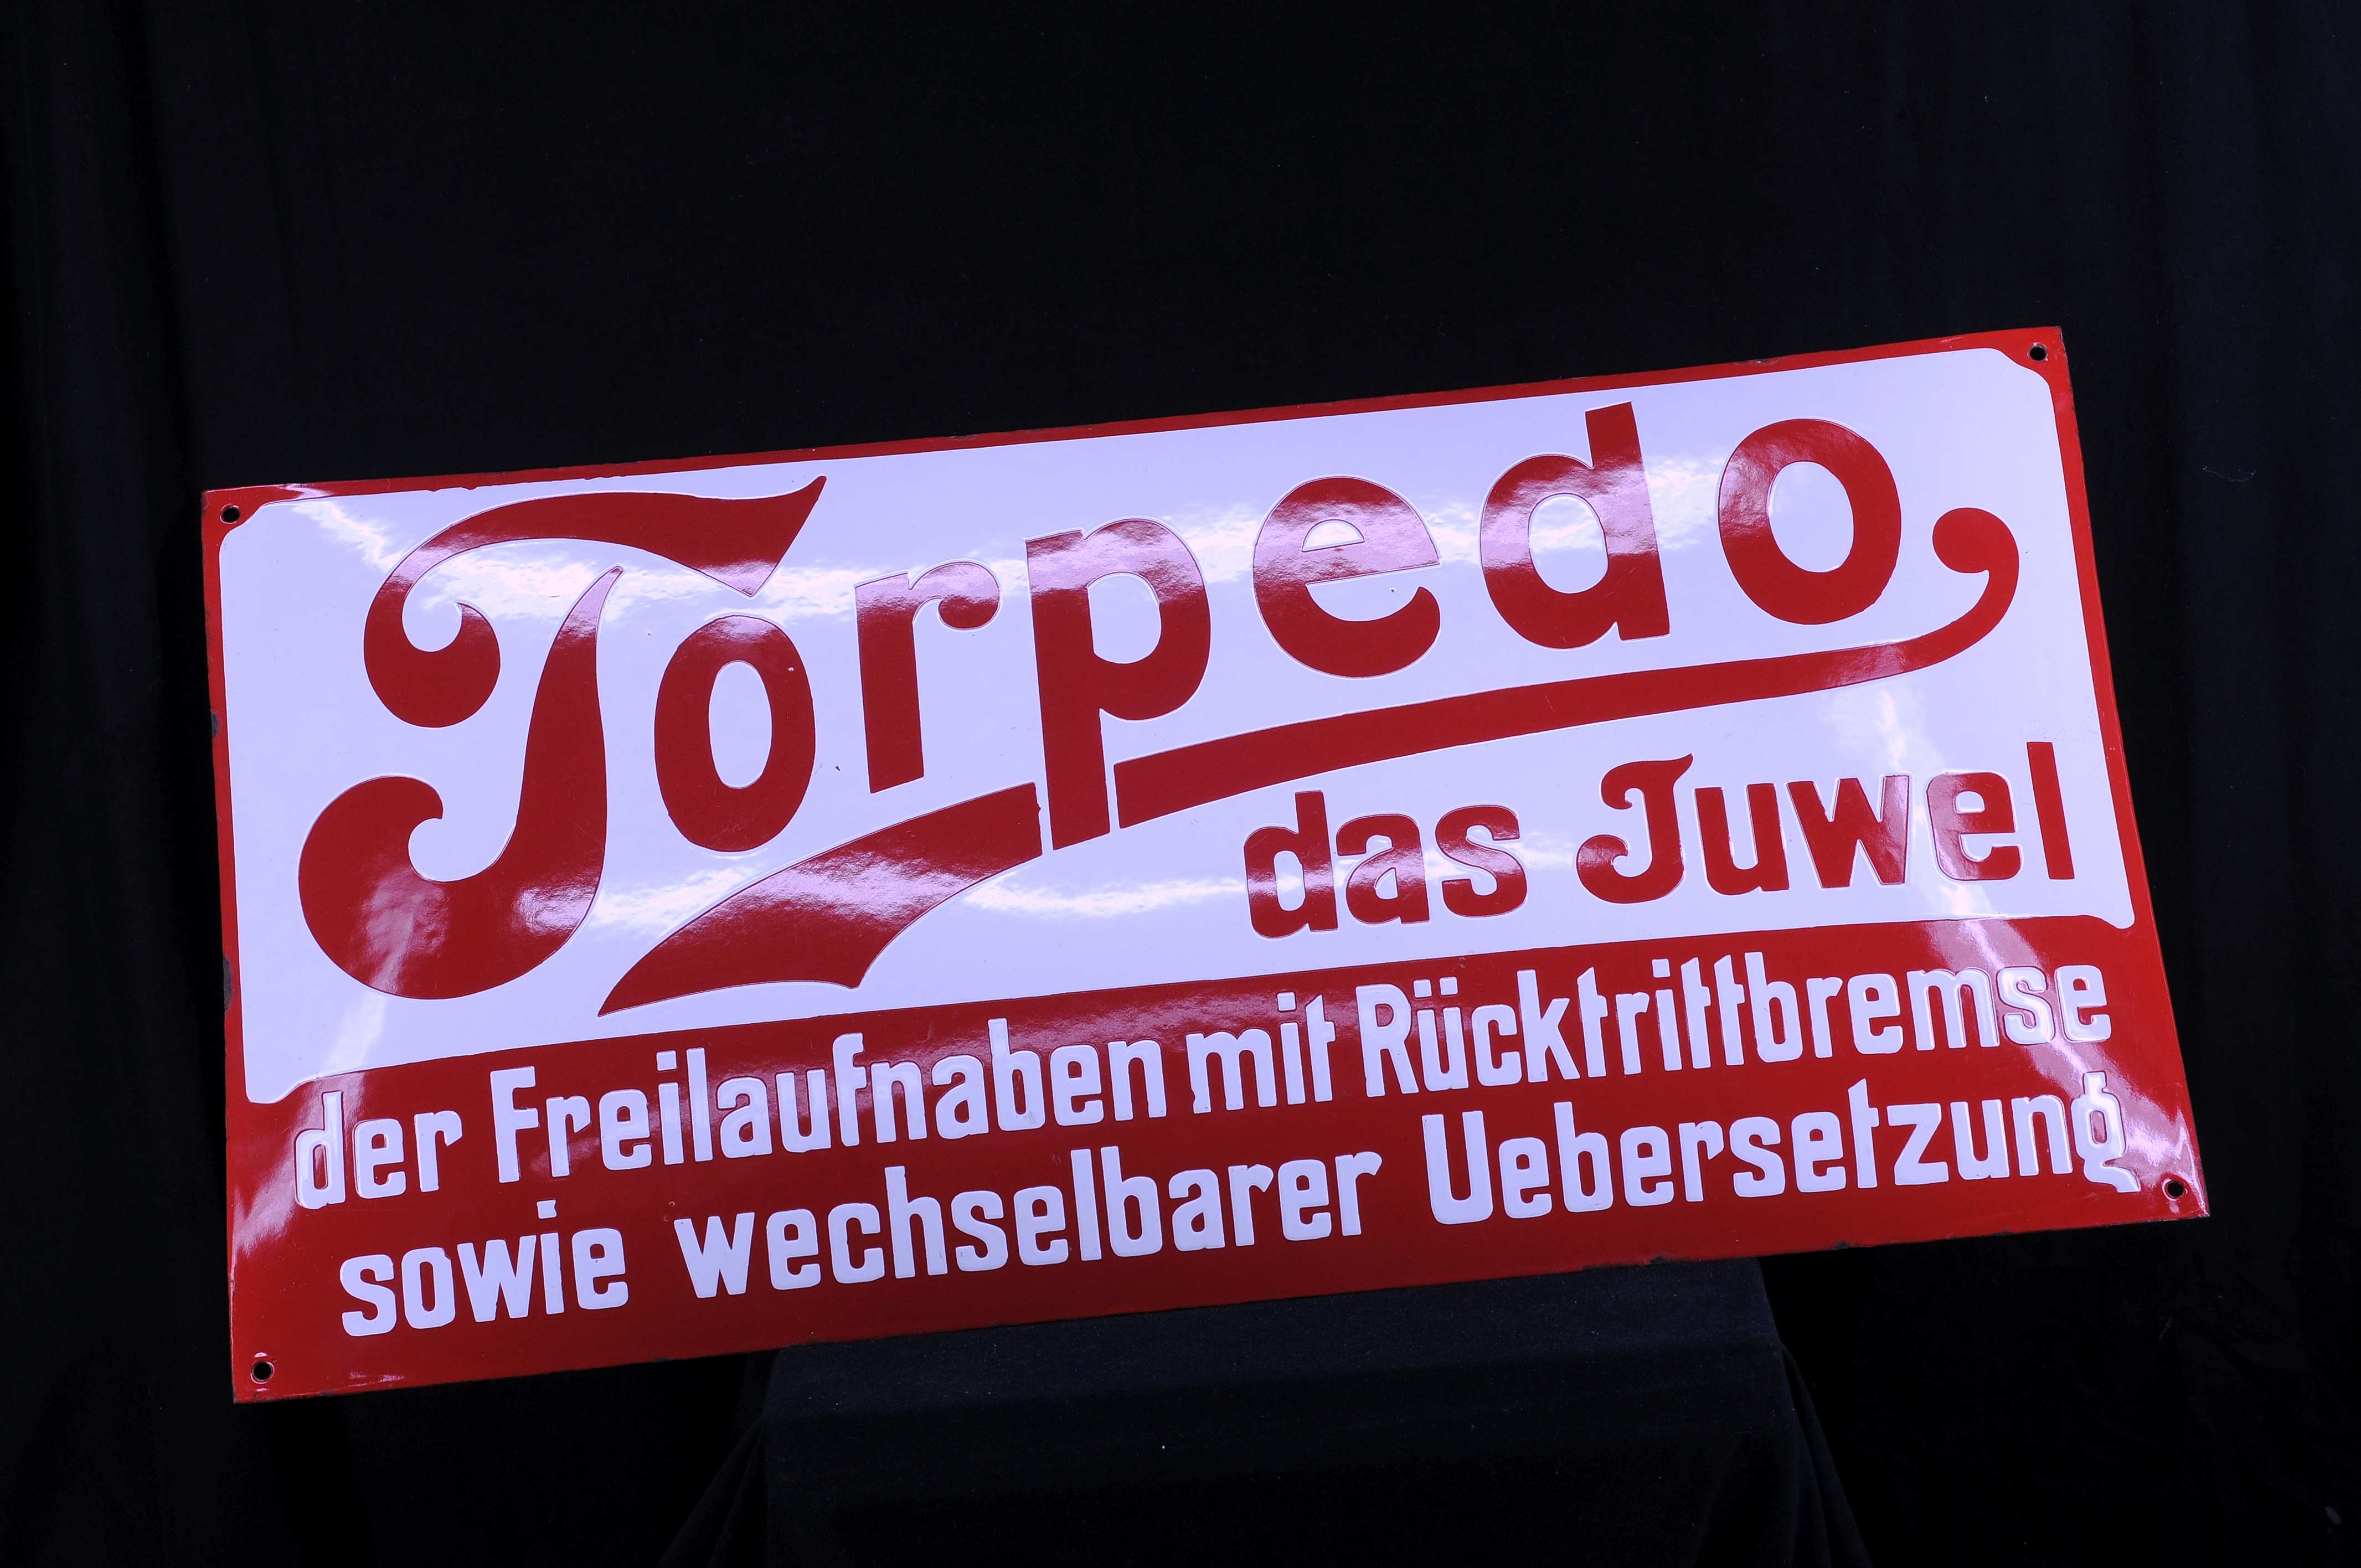 Torpedo
das Juwel
der Freilaufnaben mit Rücktrittbremse
sowie wechselbarer Uebersetzung